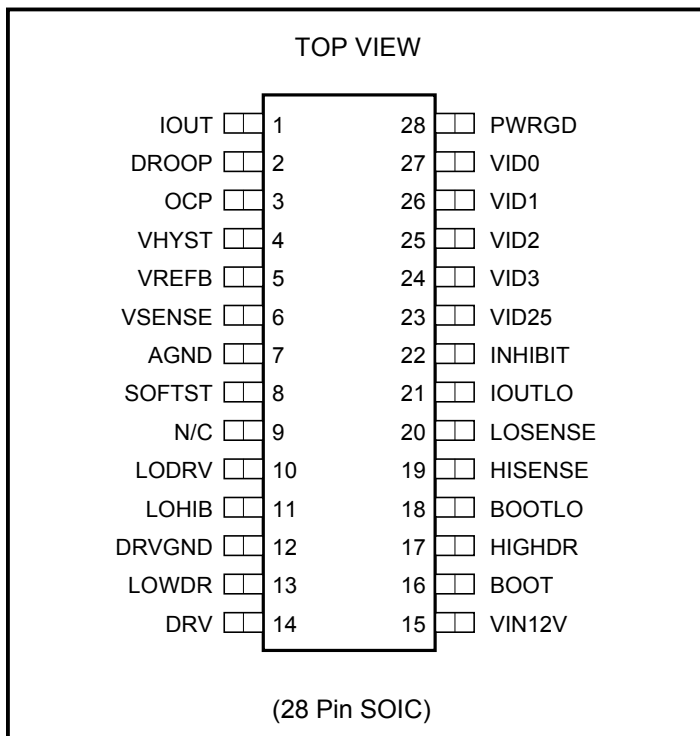 TOP VIEW
IOUT 1 28 PWRGD
DROOP 2 27 VID0
OCP 3 26 VID1
VHYST 4 25 VID2
VREFB 5 24 VID3
VSENSE 6 23 VID25
AGND 7 22 INHIBIT
SOFTST 8 21 IOUTLO
N/C 9 20 LOSENSE
LODRV 10 19 HISENSE
LOHIB 11 18 BOOTLO
DRVGND 12 17 HIGHDR
LOWDR 13 16 BOOT
DRV 14 15 VIN12V
(28 Pin SOIC)